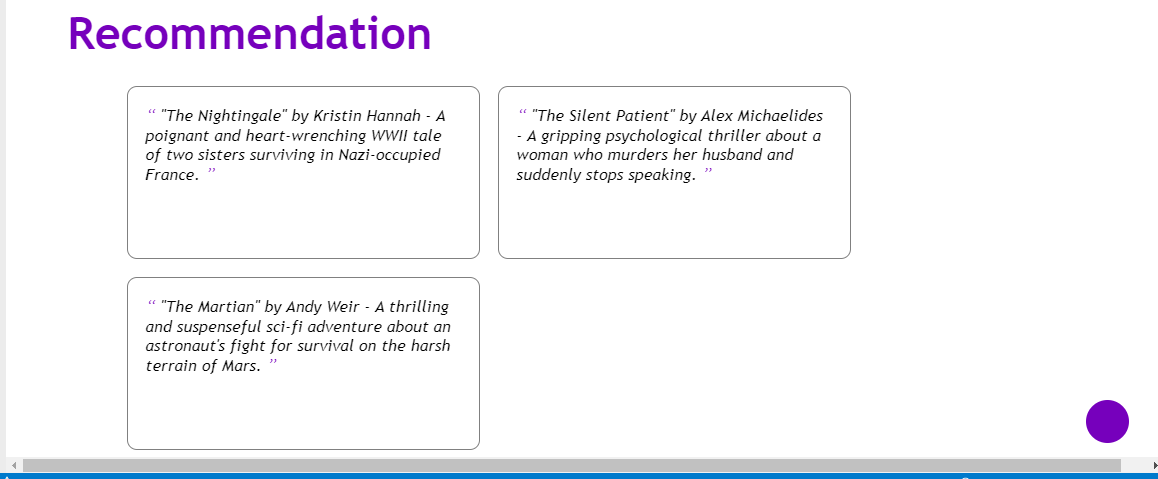 Recommendation
“ "The Nightingale" by Kristin Hannah - A
poignant and heart-wrenching WWII tale
of two sisters surviving in Nazi-occupied
France. ”
“ "The Silent Patient" by Alex Michaelides
- A gripping psychological thriller about a
woman who murders her husband and
suddenly stops speaking. ”
“ "The Martian" by Andy Weir - A thrilling
and suspenseful sci-fi adventure about an
astronaut's fight for survival on the harsh
terrain of Mars. ”